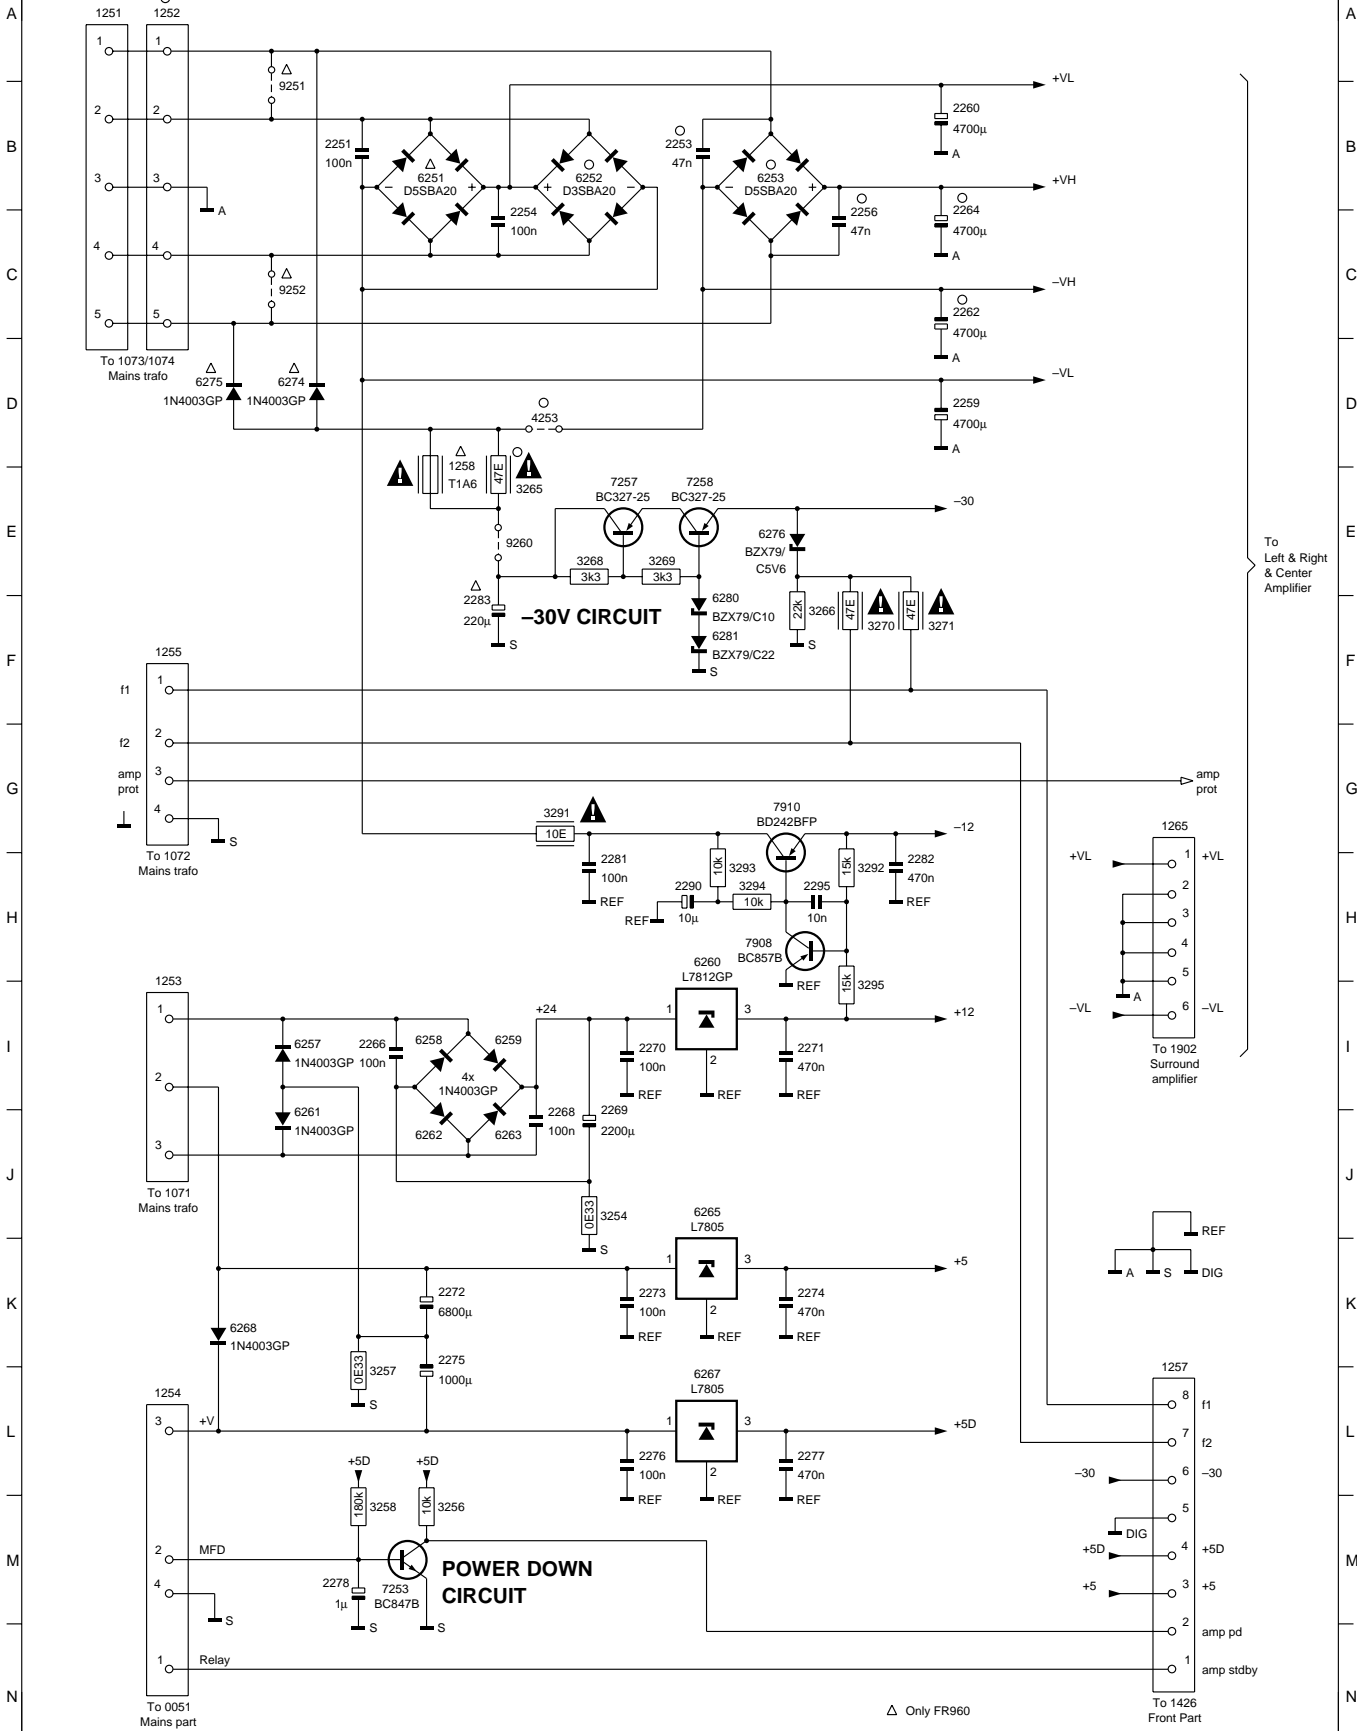 A
A
1251
1252
1
1
9251
+VL
2
2
2251
100n
6251
D5SBA20
6252
D3SBA20
2253
47n
6253
D5SBA20
2260
4700µ
A
B
B
3
3
A
–
+
+
–
–
+
+VH
2254
100n
2256
47n
2264
4700µ
A
4
4
9252
C
C
–VH
2262
4700µ
A
5
5
To 1073/1074
Mains trafo
6275
1N4003GP
6274
1N4003GP
–VL
D
D
4253
2259
4700µ
A
1258
T1A6
47E
3265
7257
BC327-25
7258
BC327-25
–30
E
E
9260
6276
BZX79/
C5V6
3268
3k3
3269
3k3
To
Left & Right
& Center
Amplifier
2283
220µ
S
–30V CIRCUIT
6280
BZX79/C10
6281
BZX79/C22
S
22k
3266
S
47E
3270
47E
3271
F
F
1255
f1
1
f2
2
amp
prot
3
amp
prot
G
G
4
S
To 1072
Mains trafo
3291
10E
7910
BD242BFP
–12
1265
+VL
1
+VL
2281
100n
REF
10k
3293
15k
3292
2282
470n
REF
2290
10µ
REF
3294
10k
2295
10n
2
3
4
5
A
H
H
7908
BC857B
REF
15k
3295
6
–VL
–VL
To 1902
Surround
amplifier
1253
6260
L7812GP
1
+24
1
3
+12
6257
1N4003GP
2266
100n
6258
6259
4x
1N4003GP
2270
100n
REF
2
REF
2271
470n
REF
I
I
2
6261
1N4003GP
6262
6263
2268
100n
2269
2200µ
3
J
J
To 1071
Mains trafo
0E33
3254
S
6265
L7805
REF
A
S
DIG
1
3
+5
2272
6800µ
2273
100n
REF
2
REF
2274
470n
REF
K
K
6268
1N4003GP
0E33
3257
S
2275
1000µ
6267
L7805
1257
1254
3
+V
1
3
+5D
8
f1
L
L
7
f2
2276
100n
REF
2
REF
2277
470n
REF
+5D
+5D
–30
6
–30
180k
3258
10k
3256
5
DIG
2
MFD
M
M
+5D
4
+5D
4
S
2278
1µ
S
7253
BC847B
S
POWER DOWN
CIRCUIT
+5
3
+5
2
amp pd
1
Relay
1
amp stdby
N
N
To 0051
Mains part
Only FR960
To 1426
Front Part